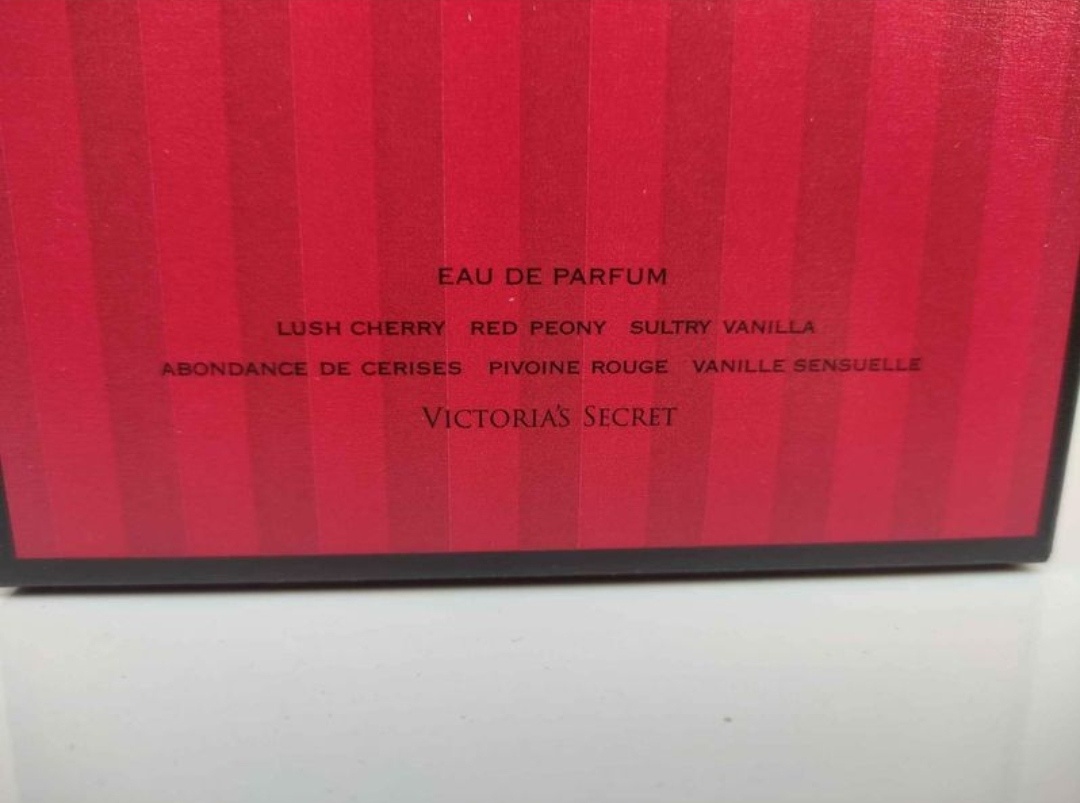 EAU DE PARFUM
LUSH CHERRY RED PEONY SULTRY VANILLA
ABONDANCE DE CERISES PIVOINE ROUGE VANILLE SENSUELLE
VICTORIA'S SECRET